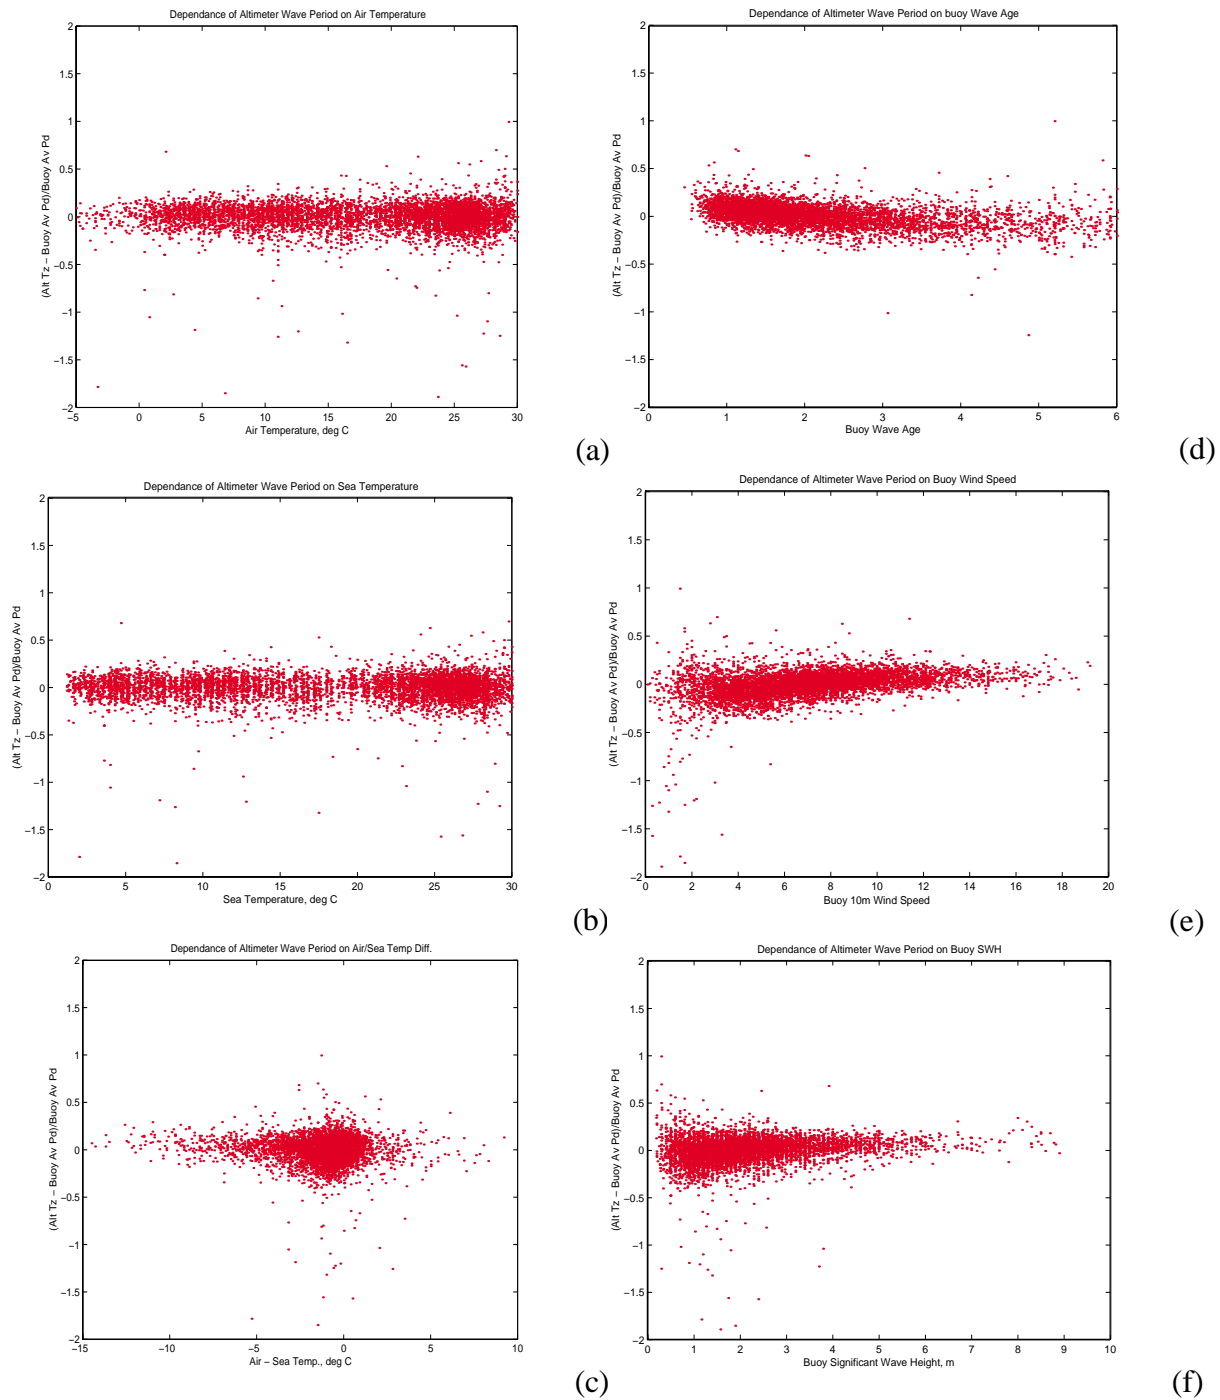 Dependance of Altimeter Wave Period on Air Temperature
2
1.5
1
0.5
0
−0.5
−1
−1.5
−2
−5 0 5 10 15 20 25 30
(Alt Tz − Buoy Av Pd)/Buoy Av Pd
Air Temperature, deg C
(a)
Dependance of Altimeter Wave Period on buoy Wave Age
2
1.5
1
0.5
0
−0.5
−1
−1.5
−2
0 1 2 3 4 5 6
(Alt Tz − Buoy Av Pd)/Buoy Av Pd
Buoy Wave Age
(d)
Dependance of Altimeter Wave Period on Sea Temperature
2
1.5
1
0.5
0
−0.5
−1
−1.5
−2
0 5 10 15 20 25 30
(Alt Tz − Buoy Av Pd)/Buoy Av Pd
Sea Temperature, deg C
(b)
Dependance of Altimeter Wave Period on Buoy Wind Speed
2
1.5
1
0.5
0
−0.5
−1
−1.5
−2
0 2 4 6 8 10 12 14 16 18 20
(Alt Tz − Buoy Av Pd)/Buoy Av Pd
Buoy 10m Wind Speed
(e)
Dependance of Altimeter Wave Period on Air/Sea Temp Diff.
2
1.5
1
0.5
0
−0.5
−1
−1.5
−2
−15 −10 −5 0 5 10
(Alt Tz − Buoy Av Pd)/Buoy Av Pd
Air − Sea Temp., deg C
(c)
Dependance of Altimeter Wave Period on Buoy SWH
2
1.5
1
0.5
0
−0.5
−1
−1.5
−2
0 1 2 3 4 5 6 7 8 9 10
(Alt Tz − Buoy Av Pd)/Buoy Av Pd
Buoy Significant Wave Height, m
(f)